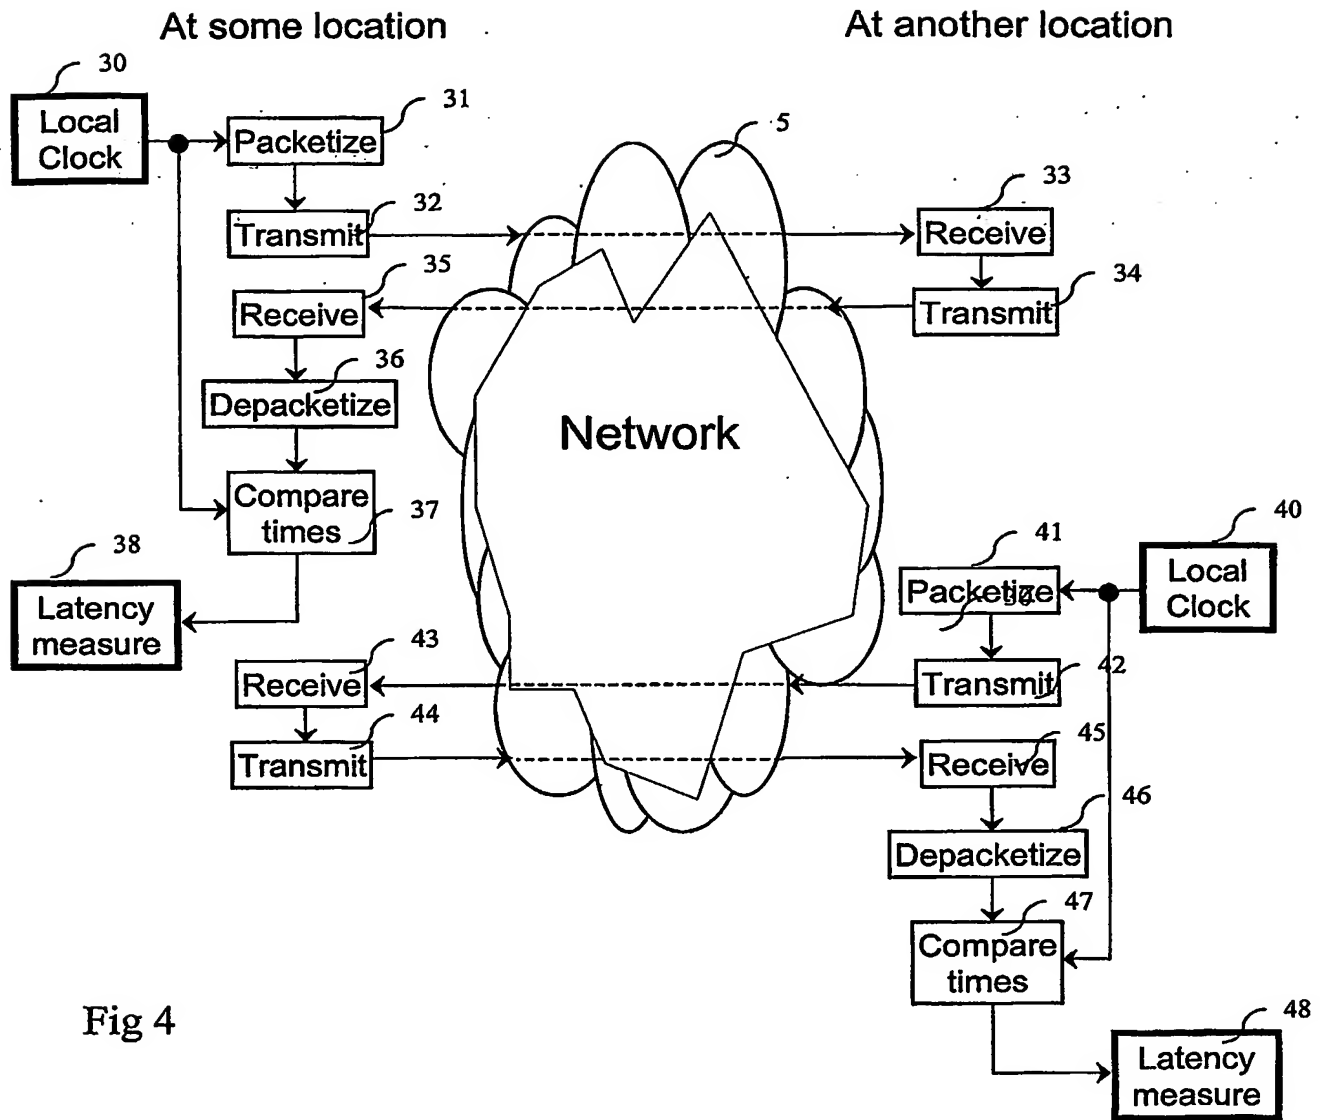 At some location
At another location
30
Local
Clock
31
Packetize
5
32
Transmit
33
Receive
35
Receive
34
Transmit
36
Depacketize
Network
Compare
times
37
38
Latency
measure
40
Local
Clock
41
Packetize
43
Receive
42
Transmit
44
Transmit
45
Receive
46
Depacketize
47
Compare
times
48
Latency
measure
Fig 4